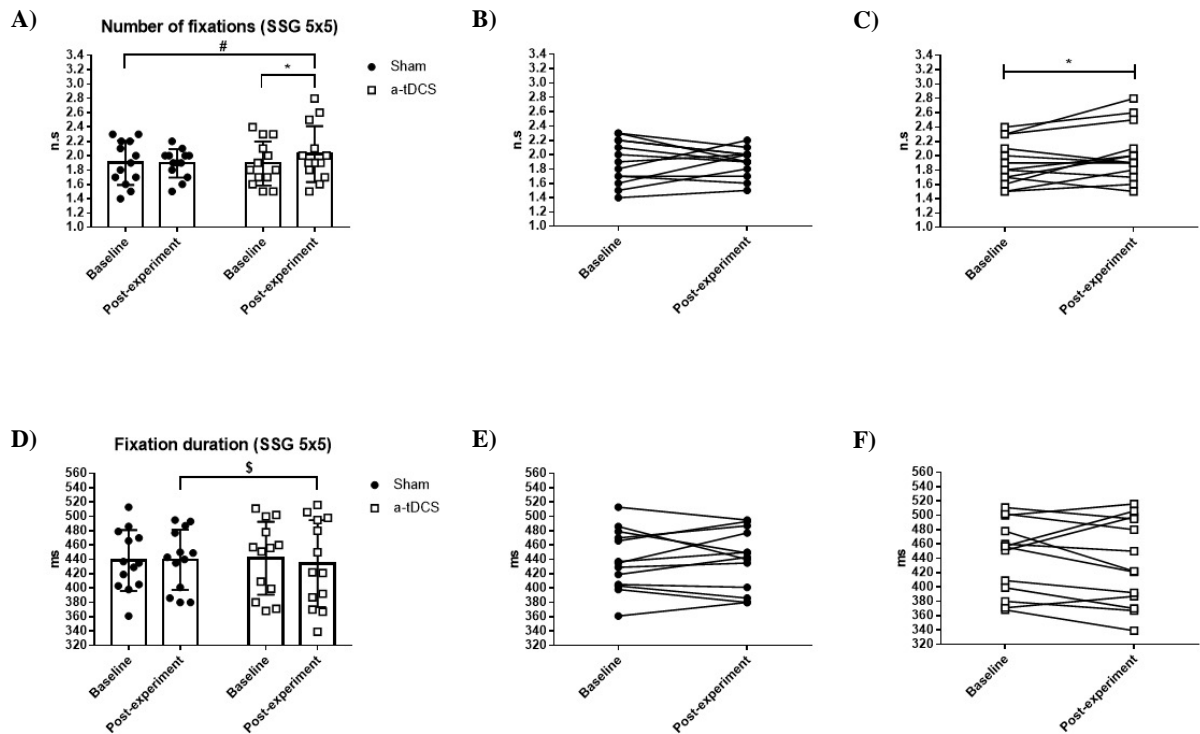 A)
Number of fixations (SSG 5x5)
#
*
3.4
3.2
3.0
2.8
2.6
2.4
2.2
2.0
1.8
1.6
1.4
1.2
1.0
n.s
Baseline
Post-experiment
Baseline
Post-experiment
Sham
a-tDCS
B)
3.4
3.2
3.0
2.8
2.6
2.4
2.2
2.0
1.8
1.6
1.4
1.2
1.0
n.s
Baseline
Post-experiment
C)
*
3.4
3.2
3.0
2.8
2.6
2.4
2.2
2.0
1.8
1.6
1.4
1.2
1.0
n.s
Baseline
Post-experiment
D)
Fixation duration (SSG 5x5)
$
560
540
520
500
480
460
440
420
400
380
360
340
320
ms
Baseline
Post-experiment
Baseline
Post-experiment
Sham
a-tDCS
E)
560
540
520
500
480
460
440
420
400
380
360
340
320
ms
Baseline
Post-experiment
F)
560
540
520
500
480
460
440
420
400
380
360
340
320
ms
Baseline
Post-experiment